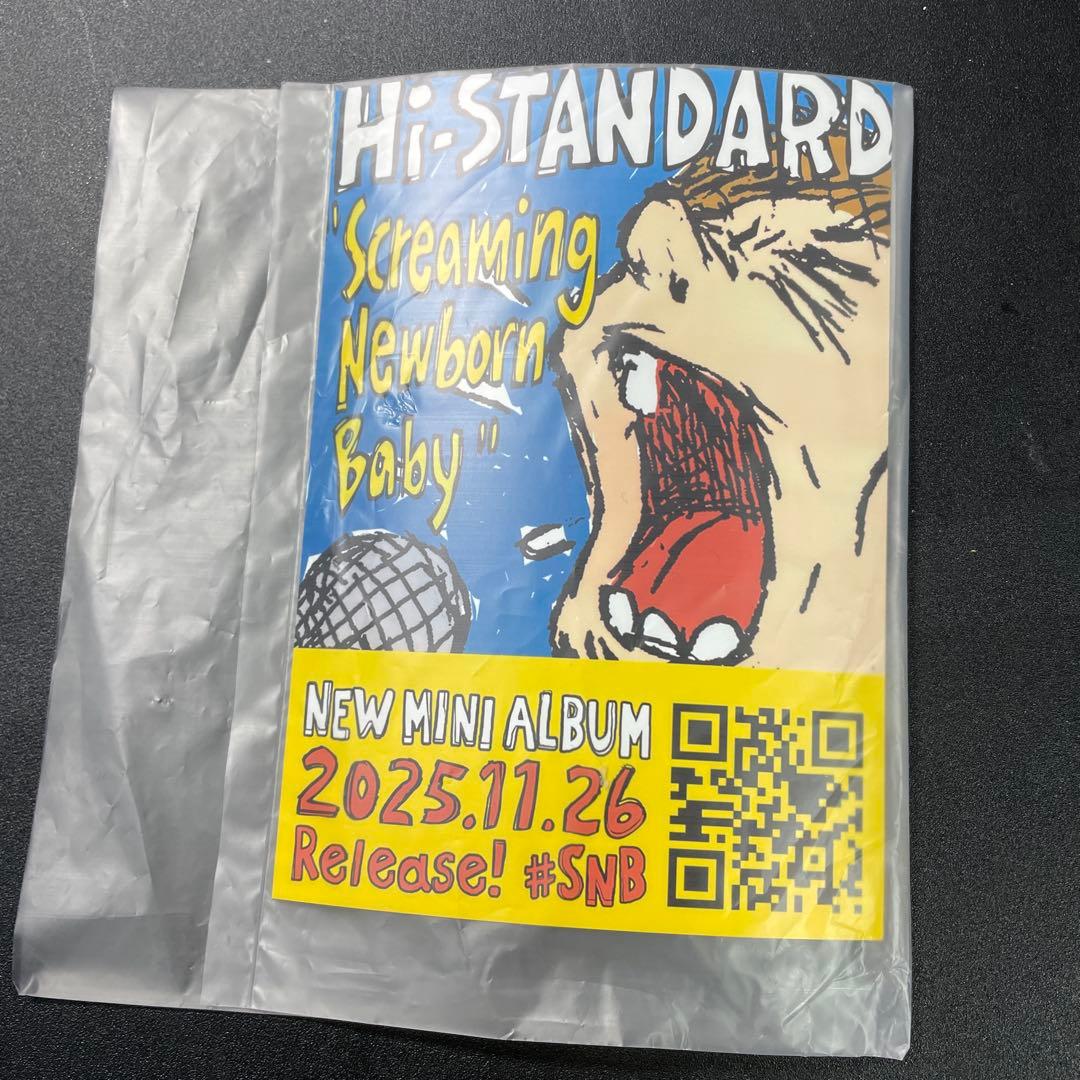 Hi-STANDARD
"Screaming
Newborn
Baby"
NEW MINI ALBUM
2025.11.26
Release! #SNB